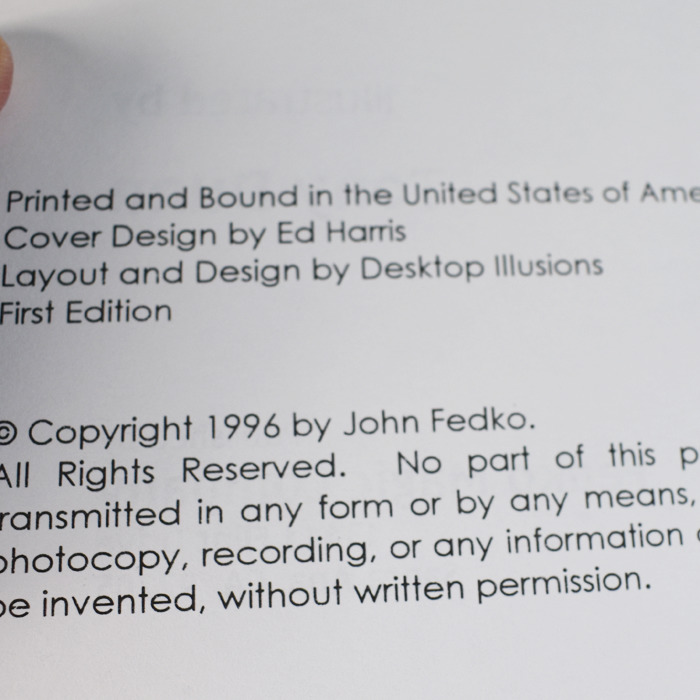 Printed and Bound in the United States of Ame
Cover Design by Ed Harris
Layout and Design by Desktop Illusions
First Edition
© Copyright 1996 by John Fedko.
All Rights Reserved. No part of this p
ransmitted in any form or by any means,
photocopy, recording, or any information
be invented, without written permission.